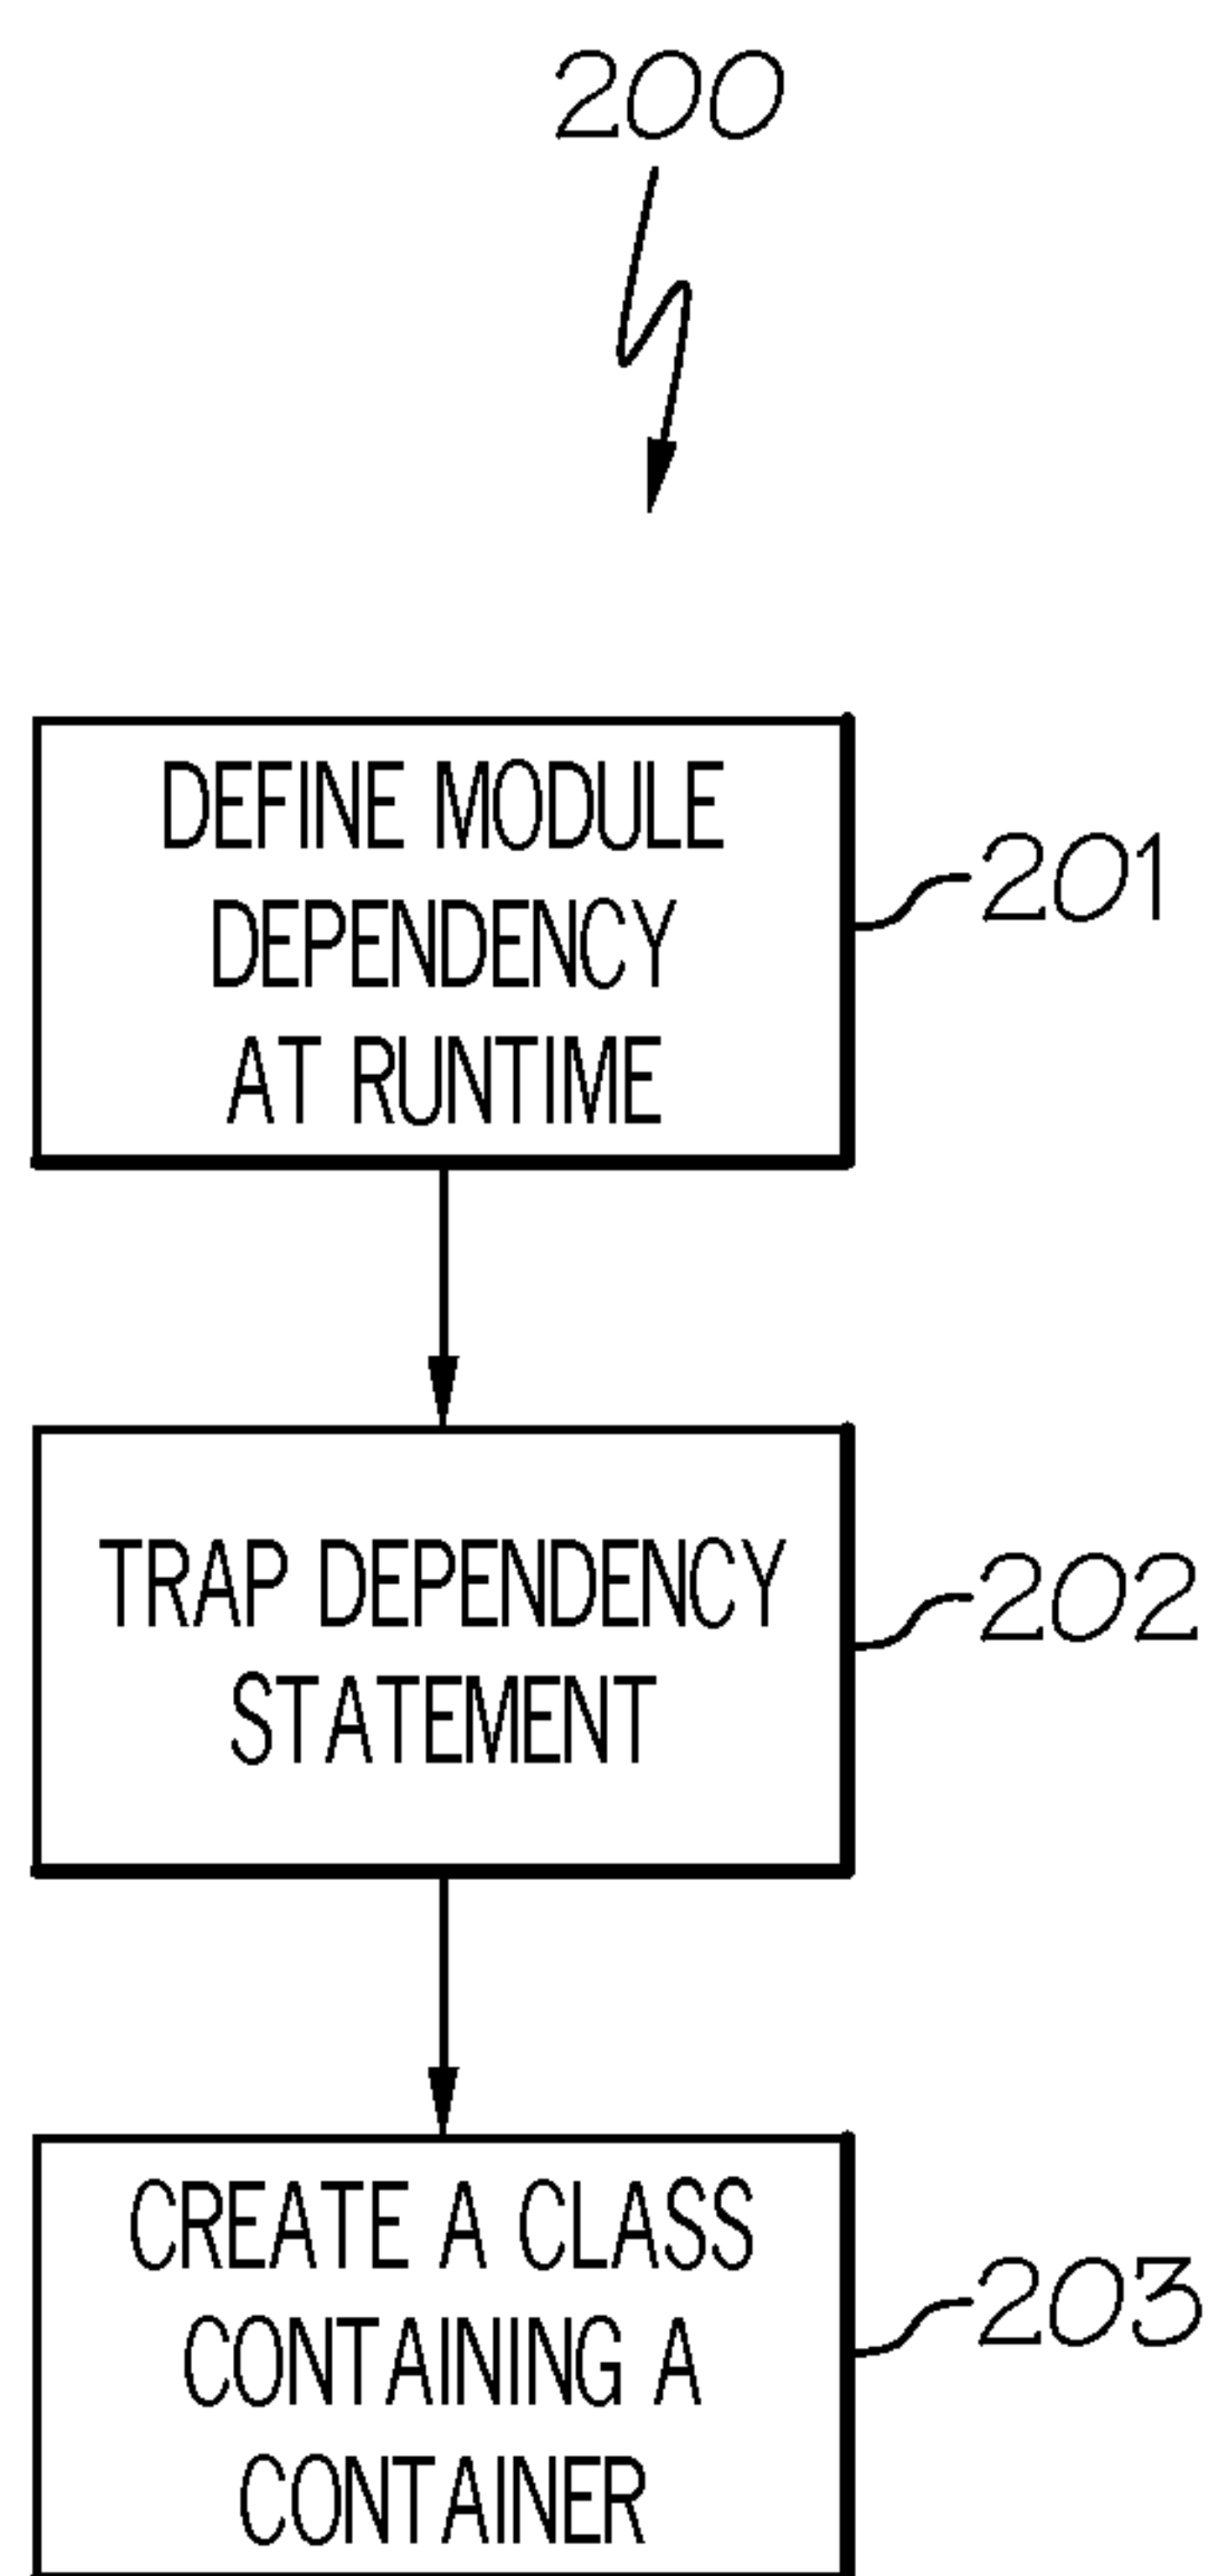 200
DEFINE MODULE
DEPENDENCY
AT RUNTIME
201
TRAP DEPENDENCY
STATEMENT
202
CREATE A CLASS
CONTAINING A
CONTAINER
203